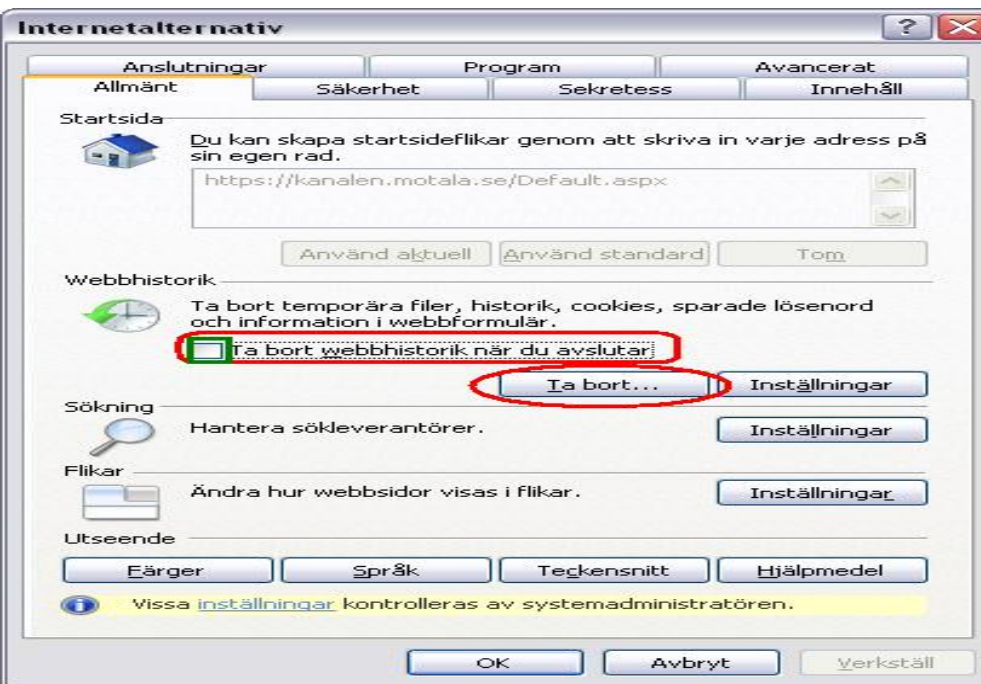 Internetalternativ
Anslutningar Program Avancerat
Allmänt Säkerhet Sekretess Innehåll
Startsida
Du kan skapa startsideflikar genom att skriva in varje adress på
sin egen rad.
https://kanalen.motala.se/Default.aspx
Använd aktuell Använd standard Tom
Webbhistorik
Ta bort temporära filer, historik, cookies, sparade lösenord
och information i webbformulär.
Ta bort webbhistorik när du avslutar
Ta bort... Inställningar
Sökning
Hantera sökleverantörer. Inställningar
Flikar
Ändra hur webbsidor visas i flikar. Inställningar
Utseende
Färger Språk Teckensnitt Hjälpmedel
Vissa inställningar kontrolleras av systemadministratören.
OK Avbryt Verkställ